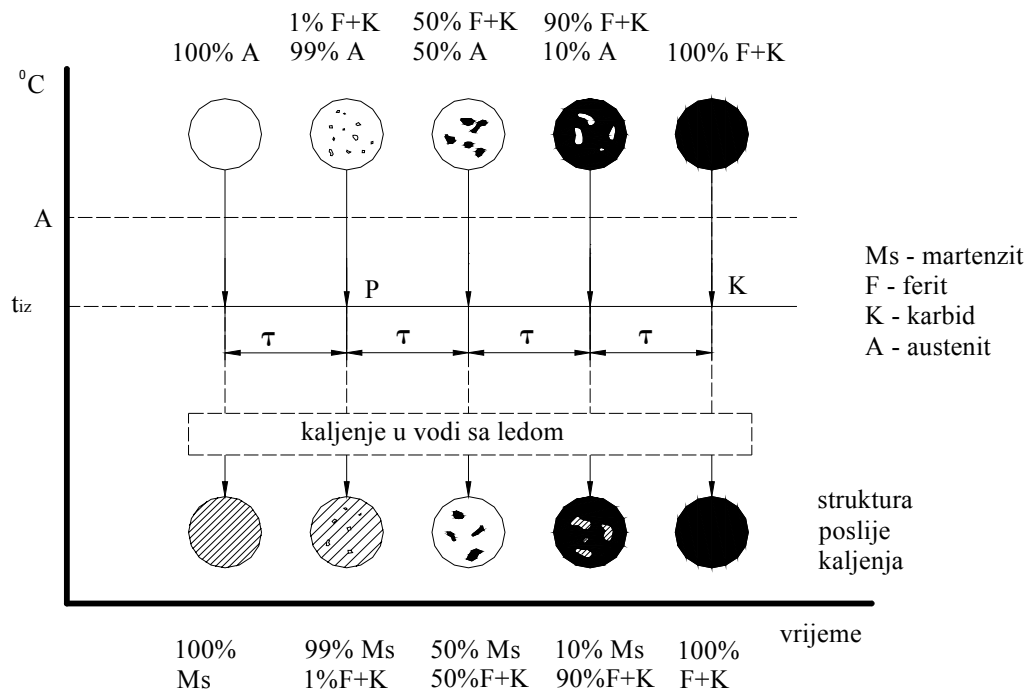 1% F+K 50% F+K 90% F+K
100% A 99% A 50% A 10% A 100% F+K
⁰C
A
Ms - martenzit
P K F - ferit
tiz
K - karbid
τ τ τ τ
A - austenit
kaljenje u vodi sa ledom
struktura
poslije
kaljenja
vrijeme
100% 99% Ms 50% Ms 10% Ms 100%
Ms 1%F+K 50%F+K 90%F+K F+K